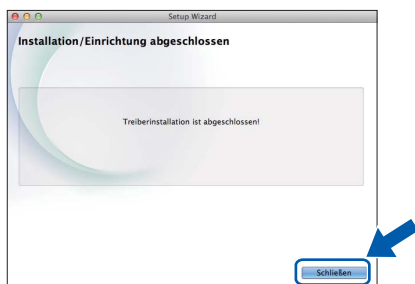 Setup Wizard
Installation/Einrichtung abgeschlossen
Treiberinstallation ist abgeschlossen!
Schließen